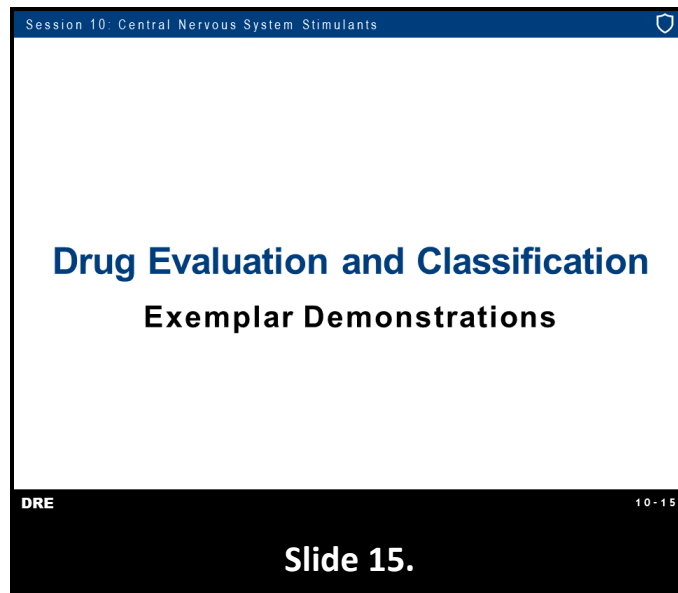 Session 10: Central Nervous System Stimulants
Drug Evaluation and Classification
Exemplar Demonstrations
DRE
10-15
Slide 15.